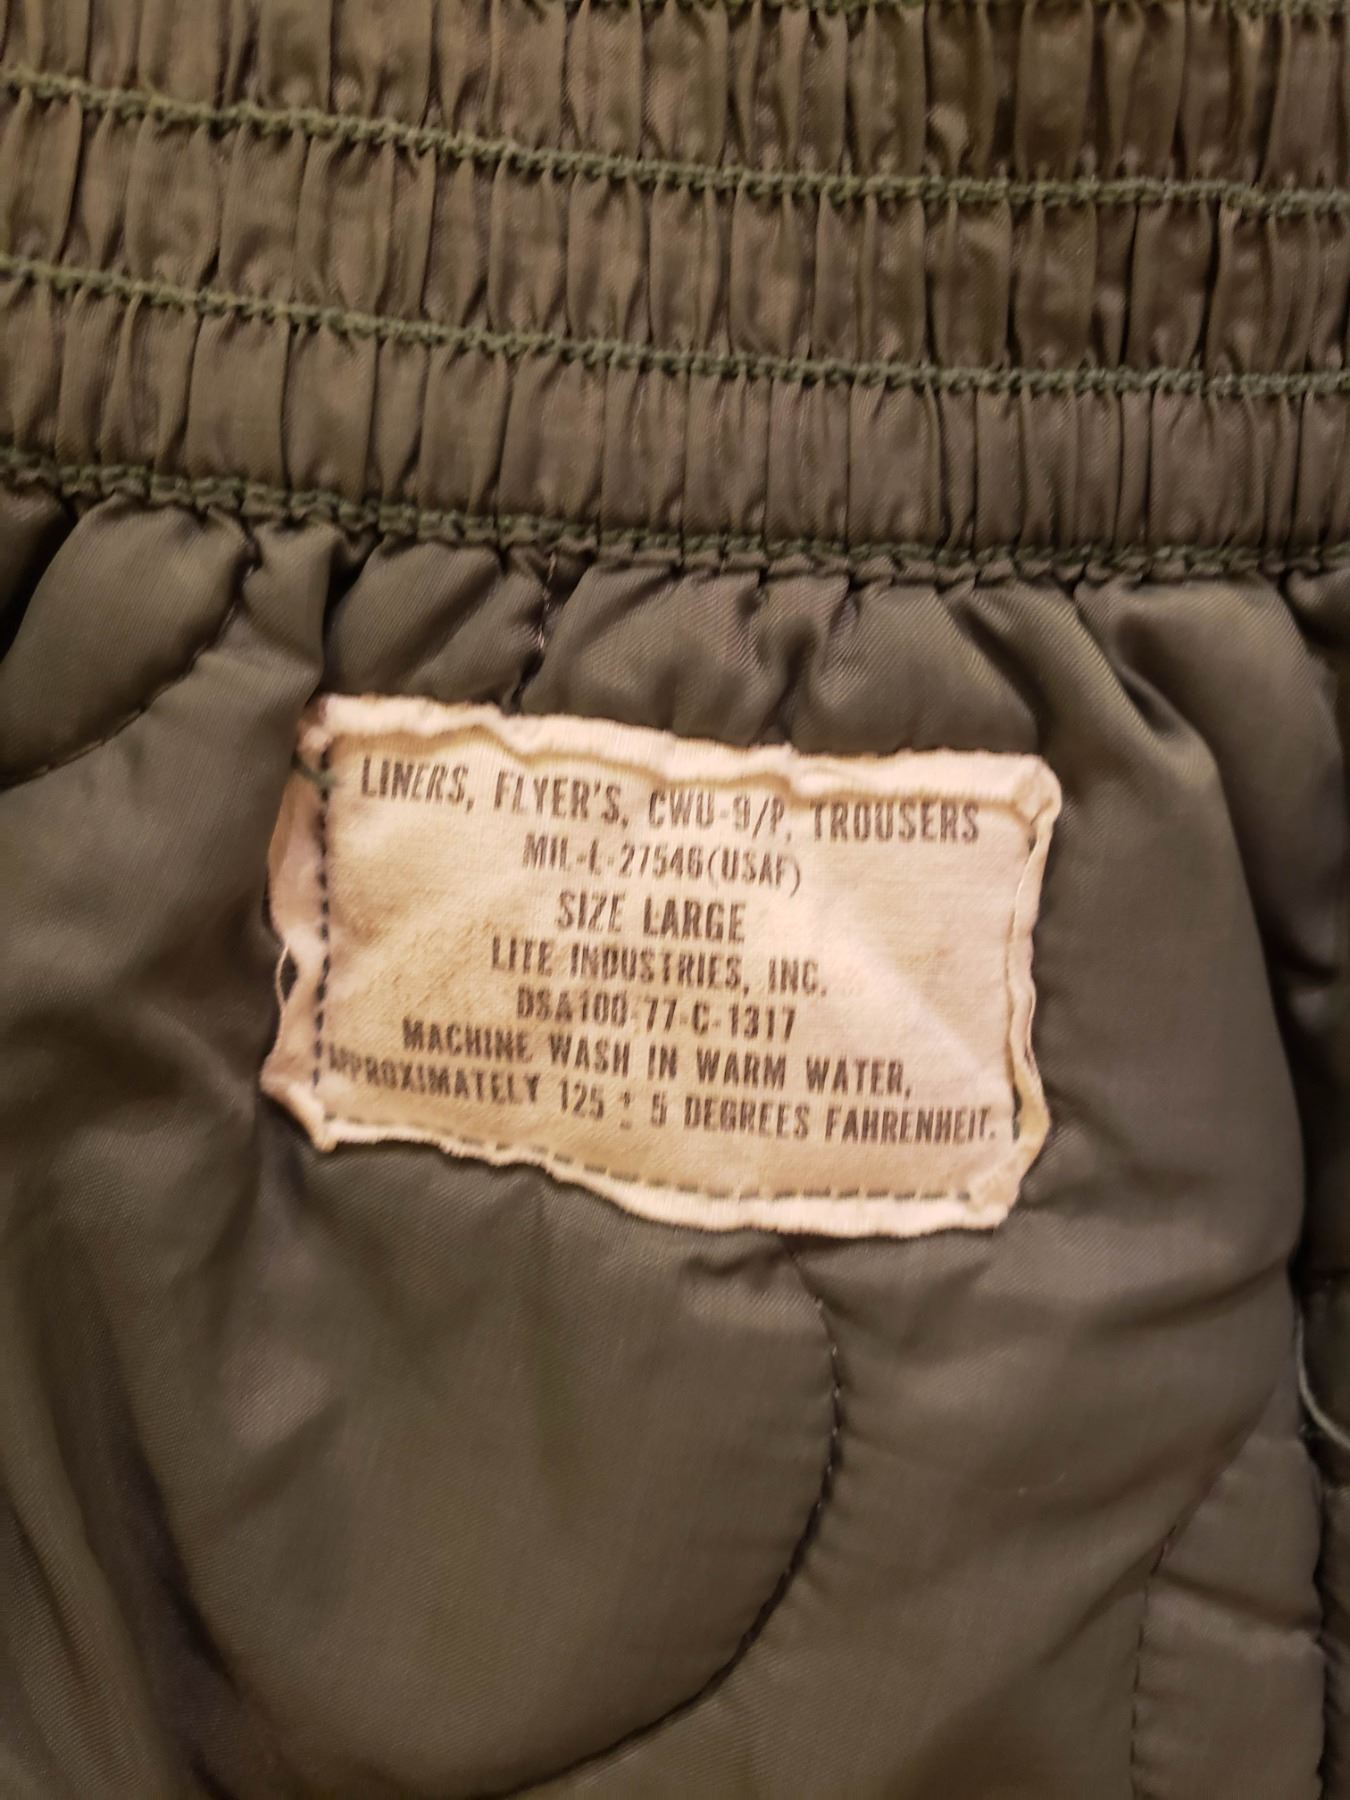 LINERS, FLYER'S, CWU-9/P, TROUSERS
MIL-L-27546(USAF)
SIZE LARGE
LITE INDUSTRIES, INC.
DSA100-77-C-1317
MACHINE WASH IN WARM WATER,
APPROXIMATELY 125 ± 5 DEGREES FAHRENHEIT.